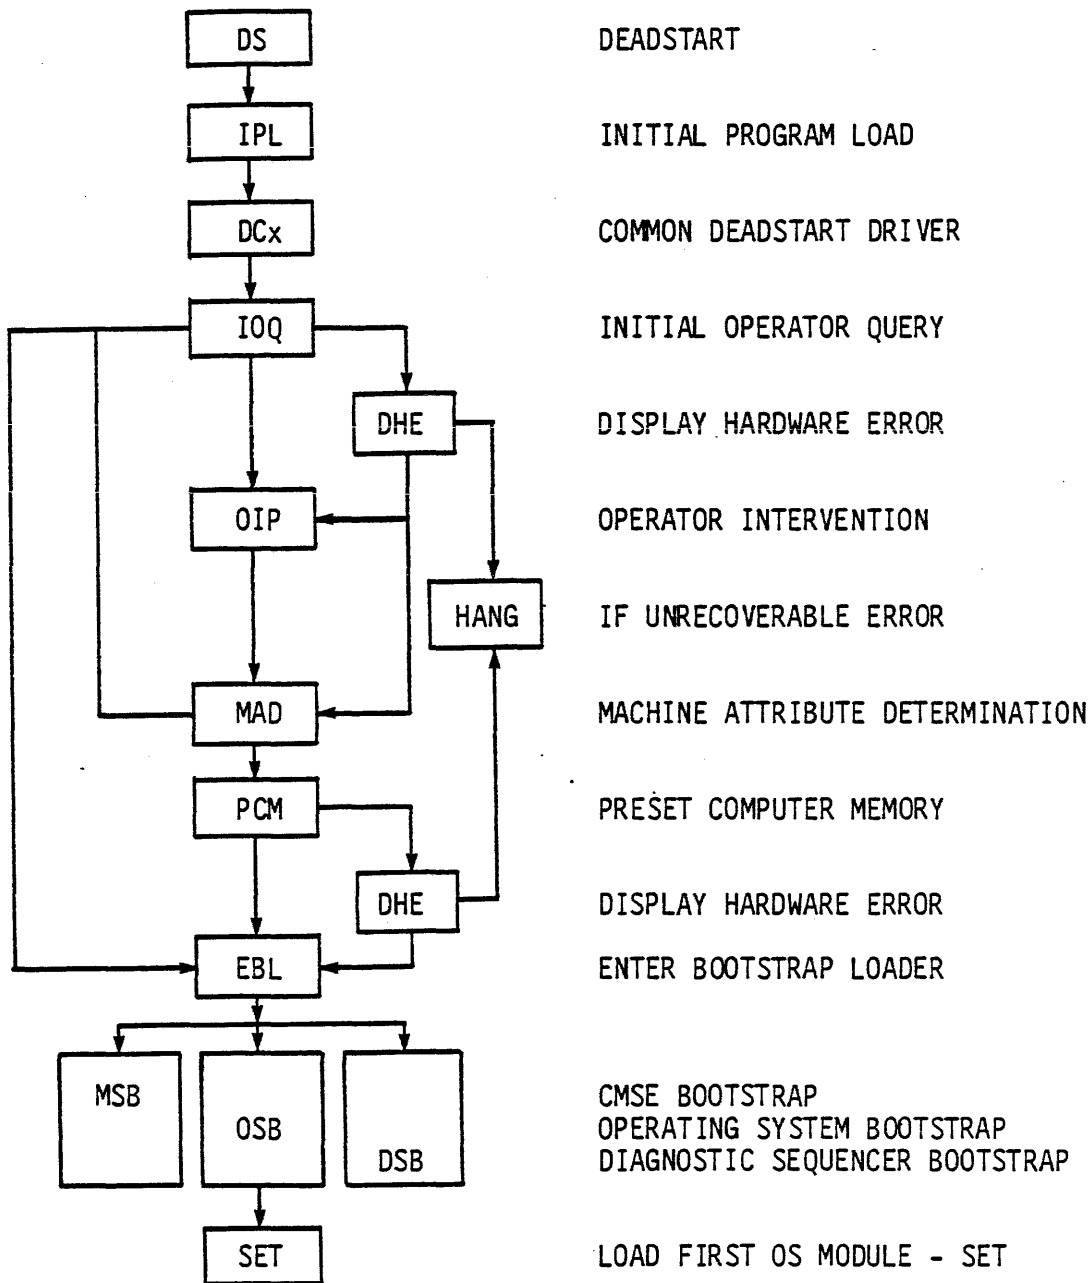 DS DEADSTART
IPL INITIAL PROGRAM LOAD
DCx COMMON DEADSTART DRIVER
IOQ INITIAL OPERATOR QUERY
DHE DISPLAY HARDWARE ERROR
OIP OPERATOR INTERVENTION
HANG IF UNRECOVERABLE ERROR
MAD MACHINE ATTRIBUTE DETERMINATION
PCM PRESET COMPUTER MEMORY
DHE DISPLAY HARDWARE ERROR
EBL ENTER BOOTSTRAP LOADER
MSB CMSE BOOTSTRAP
OSB OPERATING SYSTEM BOOTSTRAP
DSB DIAGNOSTIC SEQUENCER BOOTSTRAP
SET LOAD FIRST OS MODULE - SET